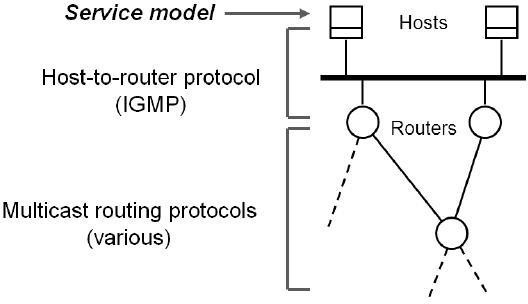 Service model
Hosts
Host-to-router protocol
(IGMP)
Routers
Multicast routing protocols
(various)